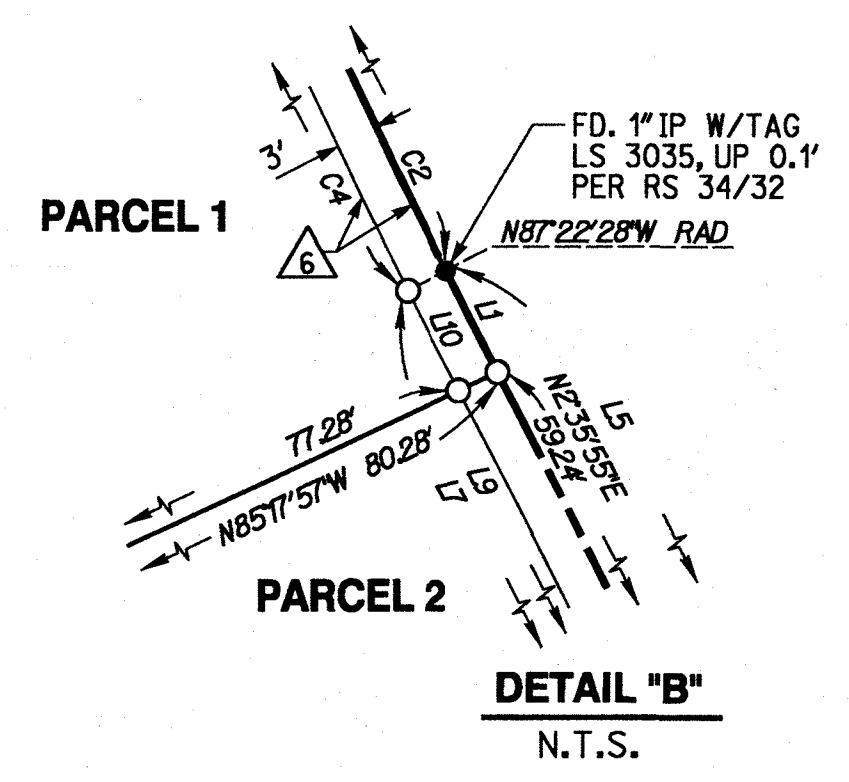 FD. 1" IP W/TAG
LS 3035, UP 0.1'
PER RS 34/32
3'
C4
C2
PARCEL 1
6
N87°22'28"W RAD
L1
L10
L5
N2°35'55"E
59.24'
77.28'
N85°17'57"W 80.28'
L9
L7
PARCEL 2
DETAIL "B"
N.T.S.